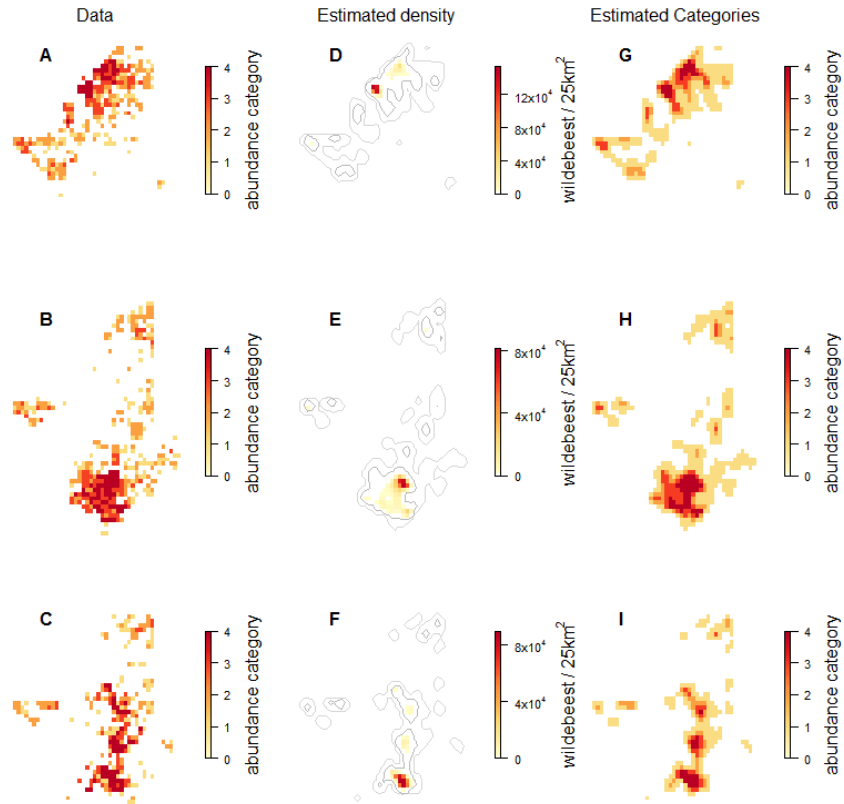 Data
Estimated density
Estimated Categories
A
4
3
2
1
0
abundance category
D
12x10⁴
8x10⁴
4x10⁴
0
wildebeest / 25km²
G
4
3
2
1
0
abundance category
B
4
3
2
1
0
abundance category
E
8x10⁴
4x10⁴
0
wildebeest / 25km²
H
4
3
2
1
0
abundance category
C
4
3
2
1
0
abundance category
F
8x10⁴
4x10⁴
0
wildebeest / 25km²
I
4
3
2
1
0
abundance category